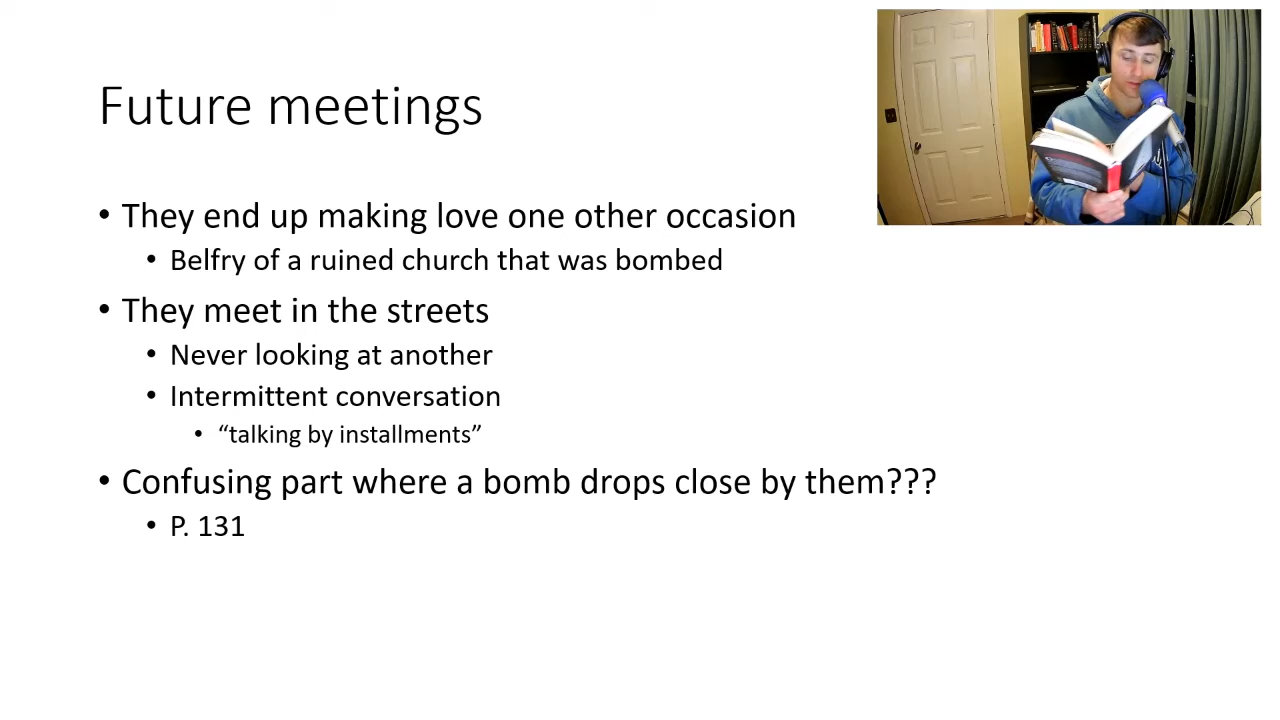 Future meetings
• They end up making love one other occasion
• Belfry of a ruined church that was bombed
• They meet in the streets
• Never looking at another
• Intermittent conversation
• “talking by installments”
• Confusing part where a bomb drops close by them???
• P. 131